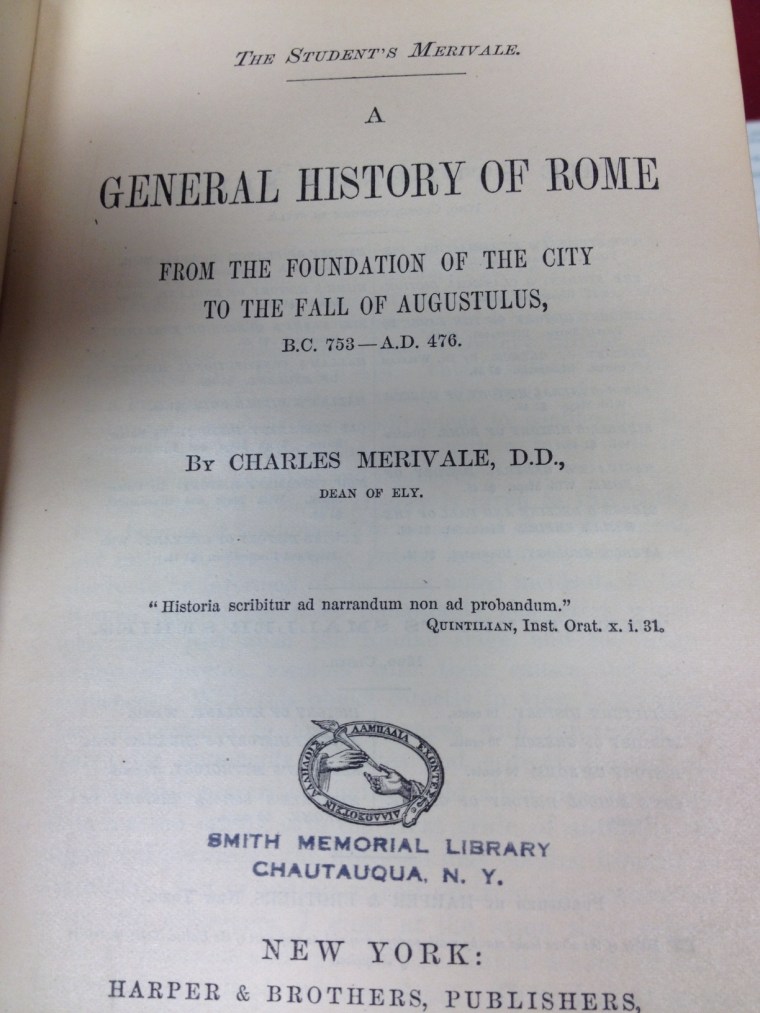 THE STUDENT'S MERIVALE.
A
GENERAL HISTORY OF ROME
FROM THE FOUNDATION OF THE CITY
TO THE FALL OF AUGUSTULUS,
B.C. 753—A.D. 476.
BY CHARLES MERIVALE, D.D.,
DEAN OF ELY.
"Historia scribitur ad narrandum non ad probandum."
QUINTILIAN, Inst. Orat. x. i. 31.
SMITH MEMORIAL LIBRARY
CHAUTAUQUA, N. Y.
NEW YORK:
HARPER & BROTHERS, PUBLISHERS,